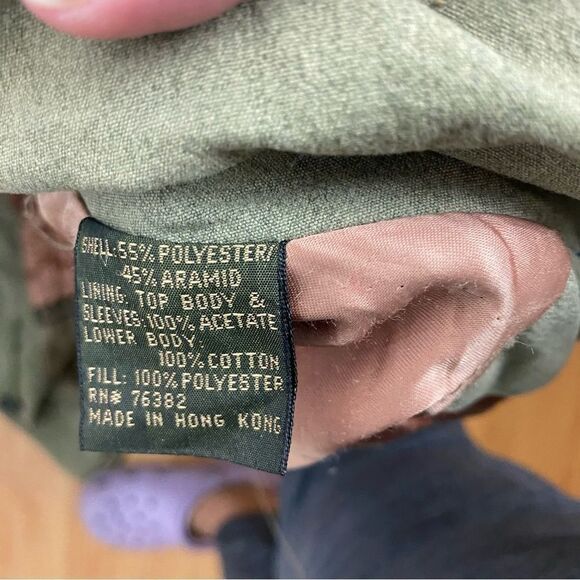 SHELL: 55% POLYESTER/
45% ARAMID
LINING: TOP BODY &
SLEEVES: 100% ACETATE
LOWER BODY:
100% COTTON
FILL: 100% POLYESTER
RN# 76382
MADE IN HONG KONG